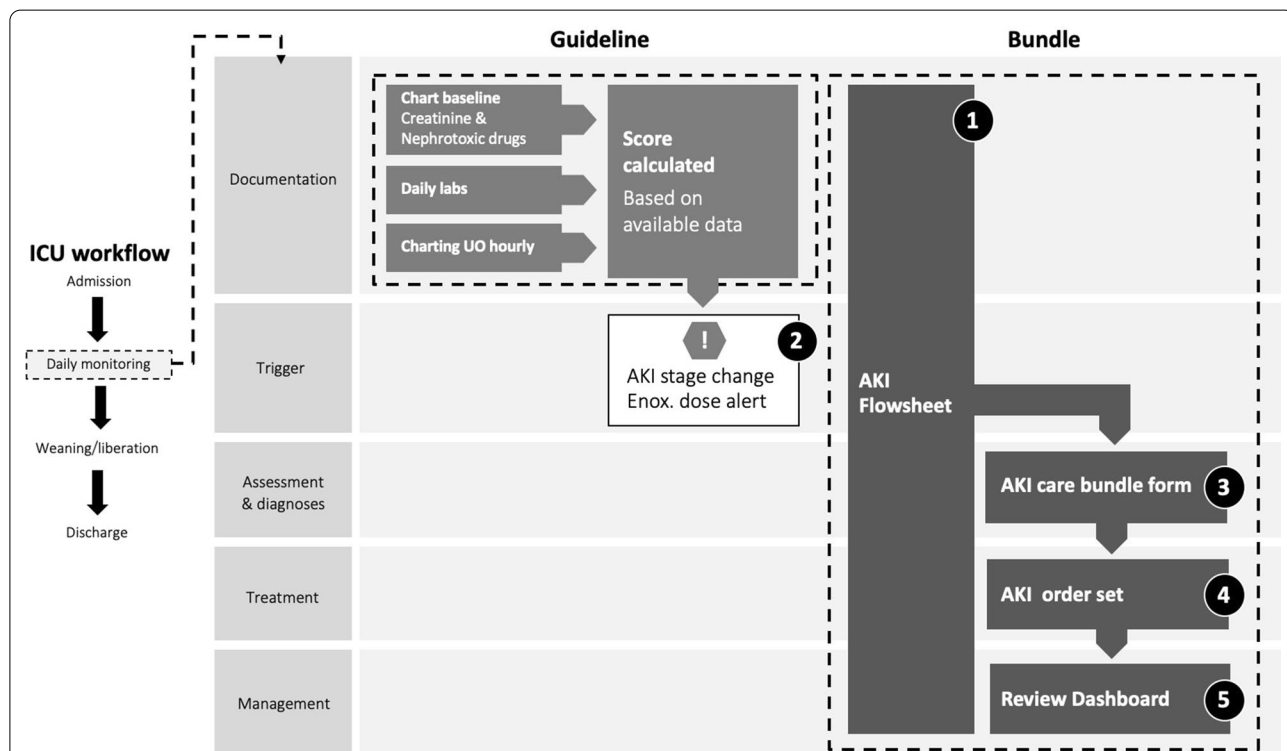 Guideline
Bundle
ICU workflow
Admission
Daily monitoring
Weaning/liberation
Discharge
Documentation
Chart baseline
Creatinine &
Nephrotoxic drugs
Daily labs
Charting UO hourly
Score
calculated
Based on
available data
Trigger
!
2
AKI stage change
Enox. dose alert
Assessment
& diagnoses
Treatment
Management
1
AKI
Flowsheet
AKI care bundle form
3
AKI order set
4
Review Dashboard
5